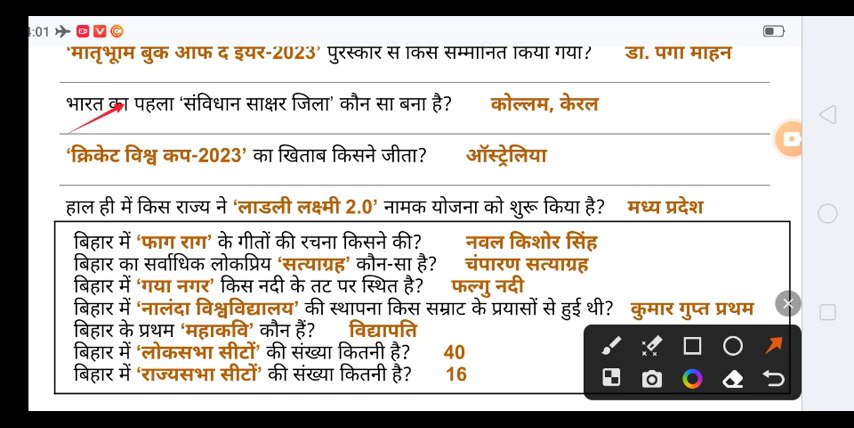 :01
'मातृभूमि बुक ऑफ द इयर-2023' पुरस्कार से किसे सम्मानित किया गया? डॉ. पेगी मोहन
भारत का पहला 'संविधान साक्षर जिला' कौन सा बना है? कोल्लम, केरल
'क्रिकेट विश्व कप-2023' का खिताब किसने जीता? ऑस्ट्रेलिया
हाल ही में किस राज्य ने 'लाडली लक्ष्मी 2.0' नामक योजना को शुरू किया है? मध्य प्रदेश
बिहार में 'फाग राग' के गीतों की रचना किसने की? नवल किशोर सिंह
बिहार का सर्वाधिक लोकप्रिय 'सत्याग्रह' कौन-सा है? चंपारण सत्याग्रह
बिहार में 'गया नगर' किस नदी के तट पर स्थित है? फल्गु नदी
बिहार में 'नालंदा विश्वविद्यालय' की स्थापना किस सम्राट के प्रयासों से हुई थी? कुमार गुप्त प्रथम
बिहार के प्रथम 'महाकवि' कौन हैं? विद्यापति
बिहार में 'लोकसभा सीटों' की संख्या कितनी है? 40
बिहार में 'राज्यसभा सीटों' की संख्या कितनी है? 16